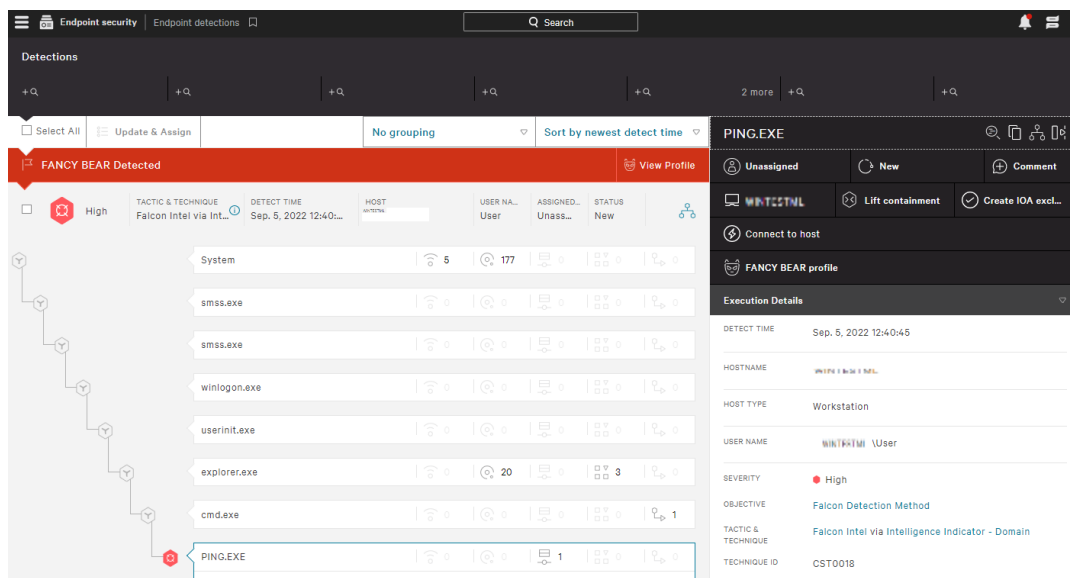 Endpoint security Endpoint detections Search
Detections
+ + + + + 2 more + +
Select All Update & Assign No grouping Sort by newest detect time
FANCY BEAR Detected View Profile
High
TACTIC & TECHNIQUE DETECT TIME HOST USER NA... ASSIGNED... STATUS
Falcon Intel via Int... Sep. 5, 2022 12:40:... User Unass... New
System 5 177 0 0 0
smss.exe 0 0 0 0 0
smss.exe 0 0 0 0 0
winlogon.exe 0 0 0 0 0
userinit.exe 0 0 0 0 0
explorer.exe 0 20 0 3 0
cmd.exe 0 0 0 0 1
PING.EXE 0 0 1 0 0
PING.EXE
Unassigned New Comment
WINTESTML Lift containment Create IOA excl...
Connect to host
FANCY BEAR profile
Execution Details
DETECT TIME Sep. 5, 2022 12:40:45
HOSTNAME
HOST TYPE Workstation
USER NAME \User
SEVERITY High
OBJECTIVE Falcon Detection Method
TACTIC & TECHNIQUE Falcon Intel via Intelligence Indicator - Domain
TECHNIQUE ID CST0018